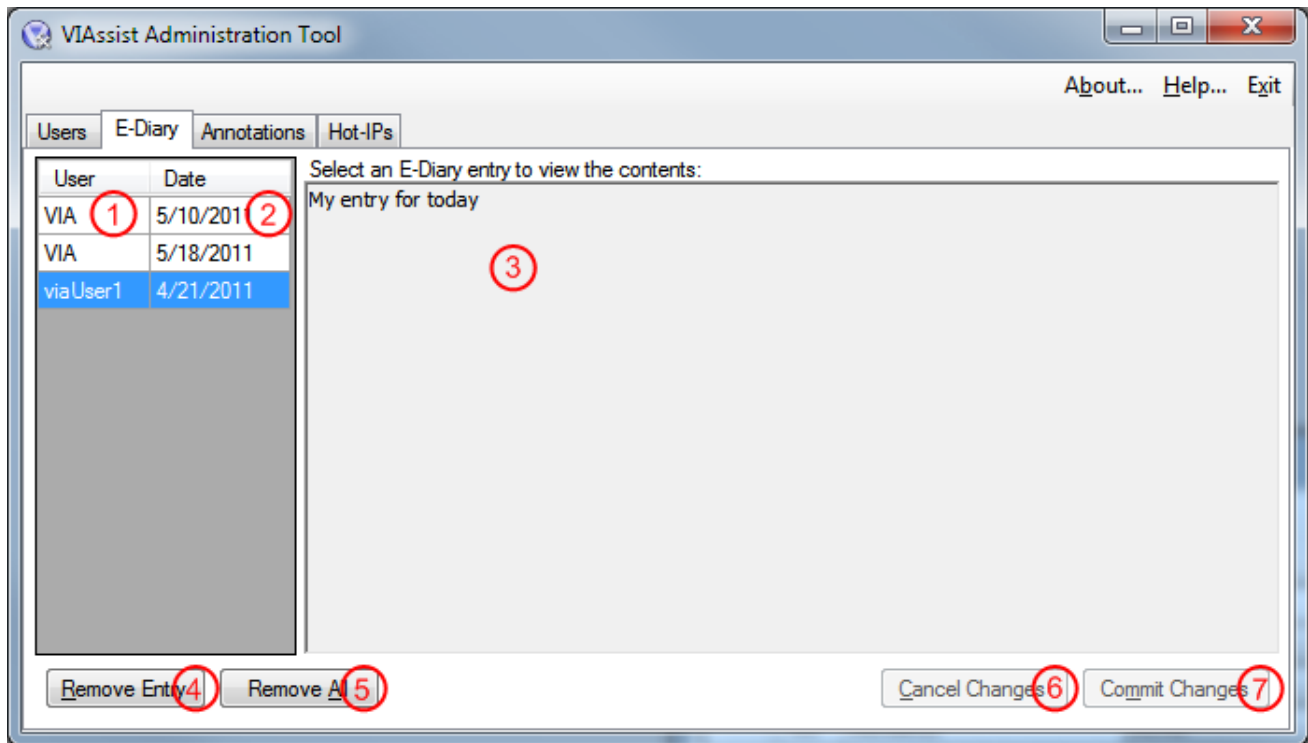 VIAssist Administration Tool
About... Help... Exit
Users E-Diary Annotations Hot-IPs
User Date
Select an E-Diary entry to view the contents:
VIA 1 5/10/2011 2
My entry for today
VIA 5/18/2011
3
viaUser1 4/21/2011
Remove Entry 4 Remove All 5 Cancel Changes 6 Commit Changes 7